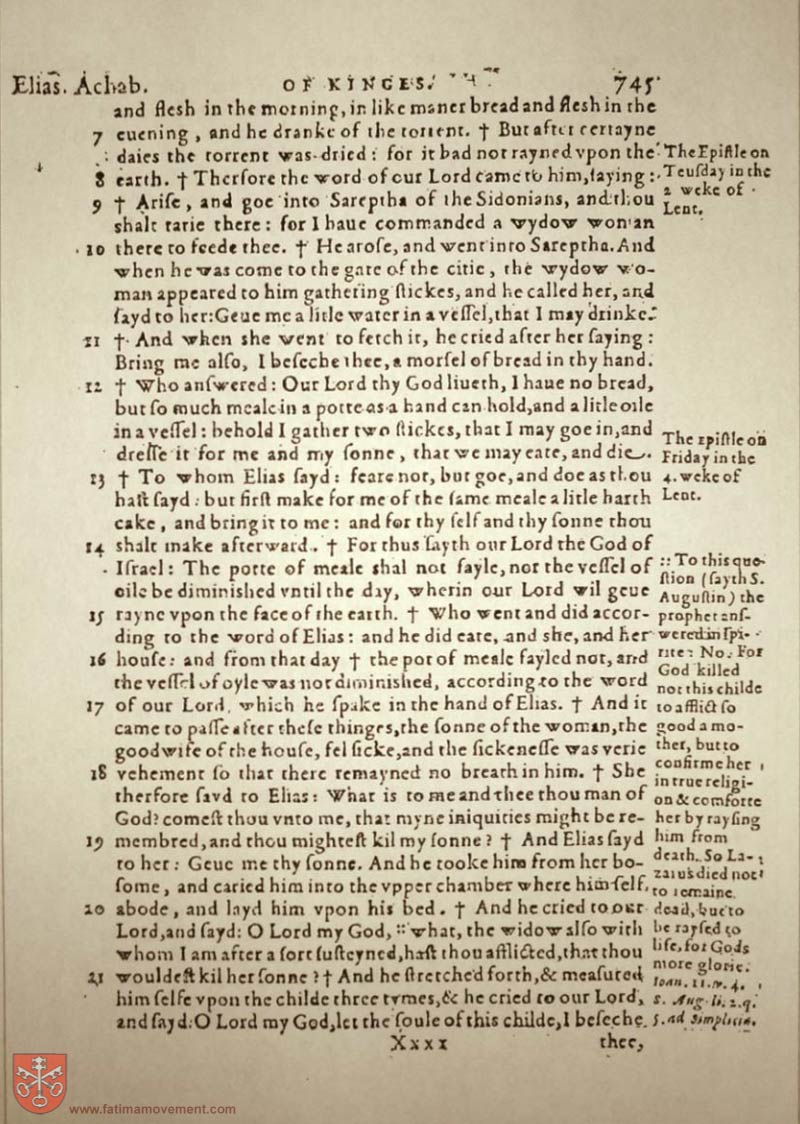 Elias. Achab. OF KINGES. 745
and flesh in the morning, in like maner bread and flesh in the
7 euening, and he dranke of the torrent. † But after certayne
daies the torrent was dried: for it had not rayned vpon the
8 earth. † Therfore the word of our Lord came to him, saying:
9 † Arise, and goe into Sareptha of the Sidonians, and thou
shalt tarie there: for I haue commanded a wydow woman
10 there to feede thee. † He arose, and went into Sareptha. And
when he was come to the gate of the citie, the wydow wo-
man appeared to him gathering stickes, and he called her, and
sayd to her: Geue me a litle water in a vessel, that I may drinke.
11 † And when she went to fetch it, he cried after her saying:
Bring me also, I beseche thee, a morsel of bread in thy hand.
12 † Who answered: Our Lord thy God liueth, I haue no bread,
but so much meale in a potte as a hand can hold, and a litle oile
in a vessel: behold I gather two stickes, that I may goe in, and
dresse it for me and my sonne, that we may eate, and die.
13 † To whom Elias sayd: feare not, but goe, and doe as thou
hast sayd: but first make for me of the same meale a litle harth
cake, and bring it to me: and for thy self and thy sonne thou
14 shalt make afterward. † For thus sayth our Lord the God of
Israel: The potte of meale shal not fayle, nor the vessel of
oile be diminished vntil the day, wherin our Lord wil geue
15 rayne vpon the face of the earth. † Who went and did accor-
ding to the word of Elias: and he did eate, and she, and her
16 house: and from that day † the pot of meale fayled not, and
the vessel of oyle was not diminished, according to the word
17 of our Lord, which he spake in the hand of Elias. † And it
came to passe after these thinges, the sonne of the woman, the
goodwife of the house, fel sicke, and the sickenesse was verie
18 vehement so that there remayned no breath in him. † She
therfore sayd to Elias: What is to me and thee thou man of
God? comest thou vnto me, that myne iniquities might be re-
19 membred, and thou mightest kil my sonne? † And Elias sayd
to her: Geue me thy sonne. And he tooke him from her bo-
some, and caried him into the vpper chamber where him self
20 abode, and layd him vpon his bed. † And he cried to our
Lord, and sayd: O Lord my God, :: what, the widow also with
whom I am after a sort susteyned, hast thou afflicted, that thou
21 wouldest kil her sonne? † And he stretched forth, & measured
him selfe vpon the childe three tymes, & he cried to our Lord,
and sayd: O Lord my God, let the soule of this childe, I beseche
Xxxx thee,
The Epistle on
Teusday in the
2 weke of
Lent.
The epistle on
Friday in the
4. weke of
Lent.
:: To this que-
stion (sayth S.
Augustin) the
prophet ans-
wered in spi-
rite: No. For
God killed
not this childe
to afflict so
good a mo-
ther, but to
confirme her
in true religi-
on & comforte
her by raysing
him from
death. So La-
zarus died not
to remaine
dead, but to
be raysed to
life, for Gods
more glorie.
Ioan. 11. v. 4.
S. Aug. li. 2. q.
5. ad Simplicia.
www.fatimamovement.com